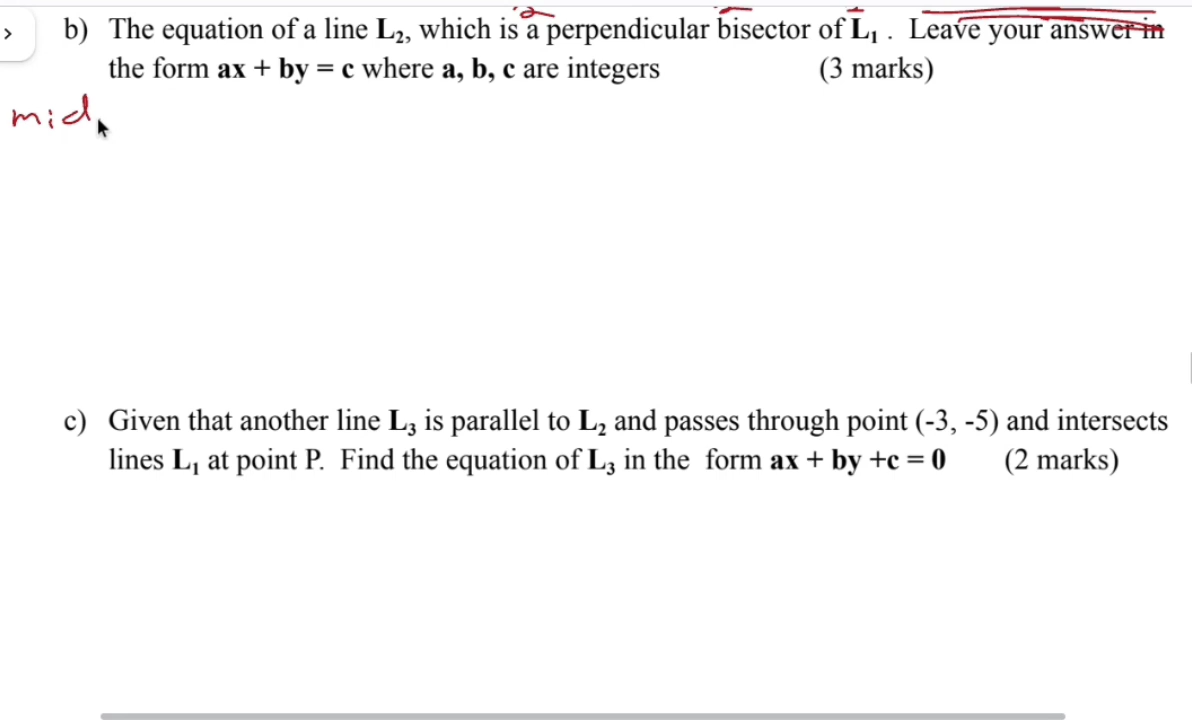 b) The equation of a line L₂, which is a perpendicular bisector of L₁ . Leave your answer in
the form ax + by = c where a, b, c are integers (3 marks)
mid
c) Given that another line L₃ is parallel to L₂ and passes through point (-3, -5) and intersects
lines L₁ at point P. Find the equation of L₃ in the form ax + by +c = 0 (2 marks)